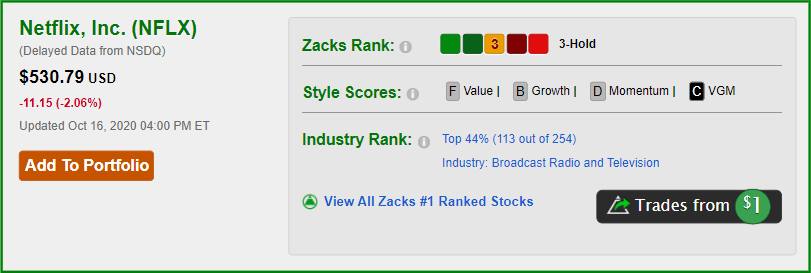 Netflix, Inc. (NFLX)
(Delayed Data from NSDQ)
$530.79 USD
-11.15 (-2.06%)
Updated Oct 16, 2020 04:00 PM ET
Add To Portfolio
Zacks Rank: i 3 3-Hold
Style Scores: i F Value | B Growth | D Momentum | C VGM
Industry Rank: i Top 44% (113 out of 254)
Industry: Broadcast Radio and Television
View All Zacks #1 Ranked Stocks
Trades from $1